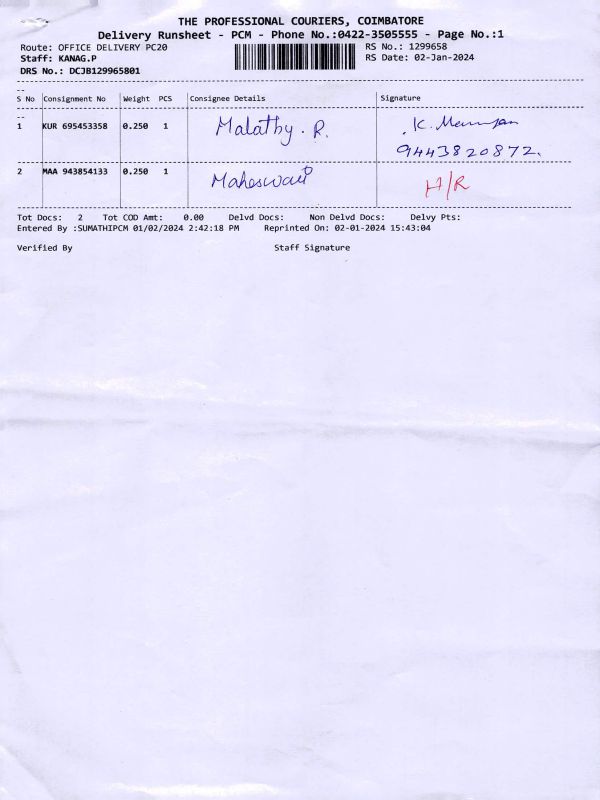 THE PROFESSIONAL COURIERS, COIMBATORE
Delivery Runsheet - PCM - Phone No.:0422-3505555 - Page No.:1
Route: OFFICE DELIVERY PC20 RS No.: 1299658
Staff: KANAG.P RS Date: 02-Jan-2024
DRS No.: DCJB129965801
S No Consignment No Weight PCS Consignee Details Signature
1 KUR 695453358 0.250 1 Malathy . R. K.
9443820872.
2 MAA 943854133 0.250 1 Maheswari H/R
Tot Docs: 2 Tot COD Amt: 0.00 Delvd Docs: Non Delvd Docs: Delvy Pts:
Entered By :SUMATHIPCM 01/02/2024 2:42:18 PM Reprinted On: 02-01-2024 15:43:04
Verified By Staff Signature